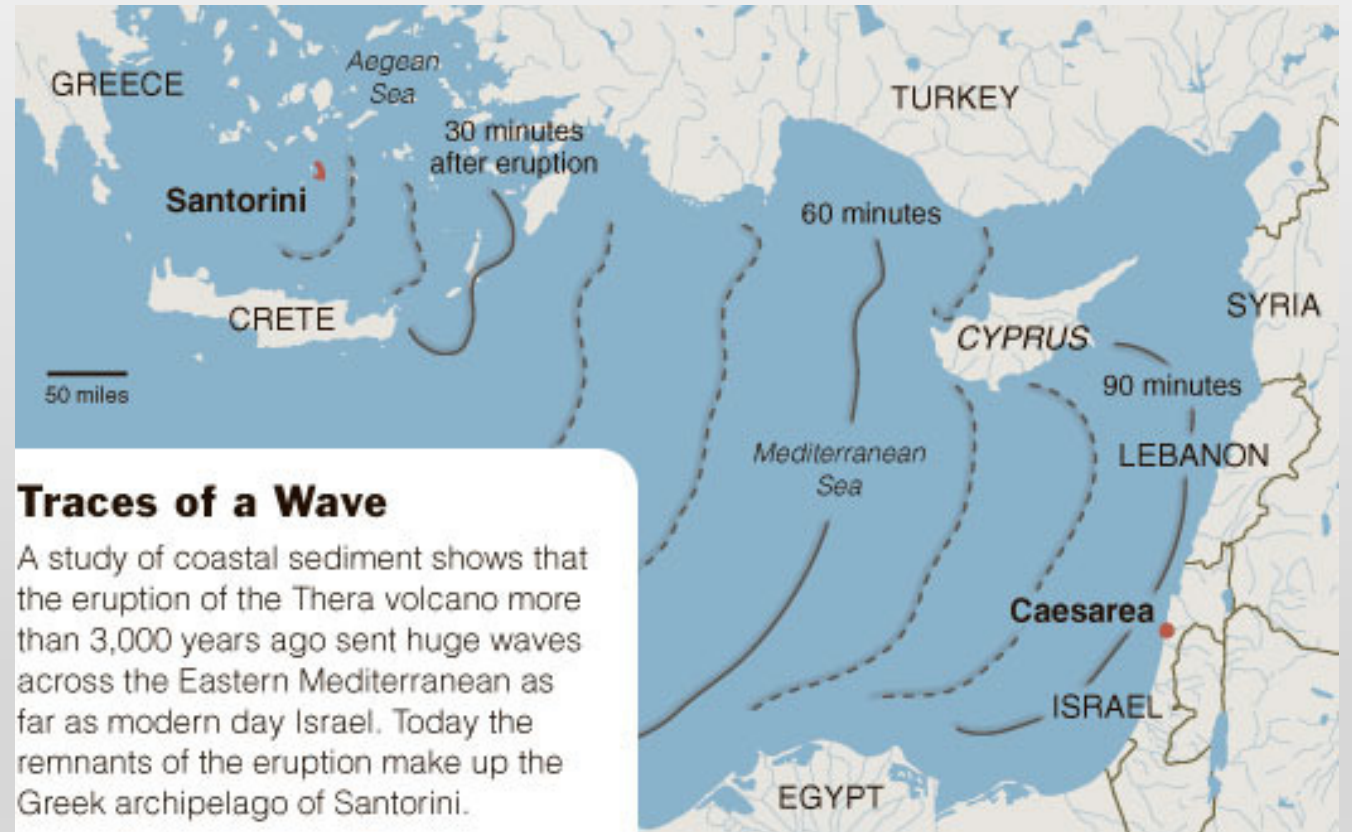 GREECE
Aegean
Sea
TURKEY
30 minutes
after eruption
Santorini
60 minutes
CRETE
SYRIA
CYPRUS
50 miles
90 minutes
Mediterranean
Sea
LEBANON
Traces of a Wave
A study of coastal sediment shows that
the eruption of the Thera volcano more
than 3,000 years ago sent huge waves
across the Eastern Mediterranean as
far as modern day Israel. Today the
remnants of the eruption make up the
Greek archipelago of Santorini.
Caesarea
ISRAEL
EGYPT